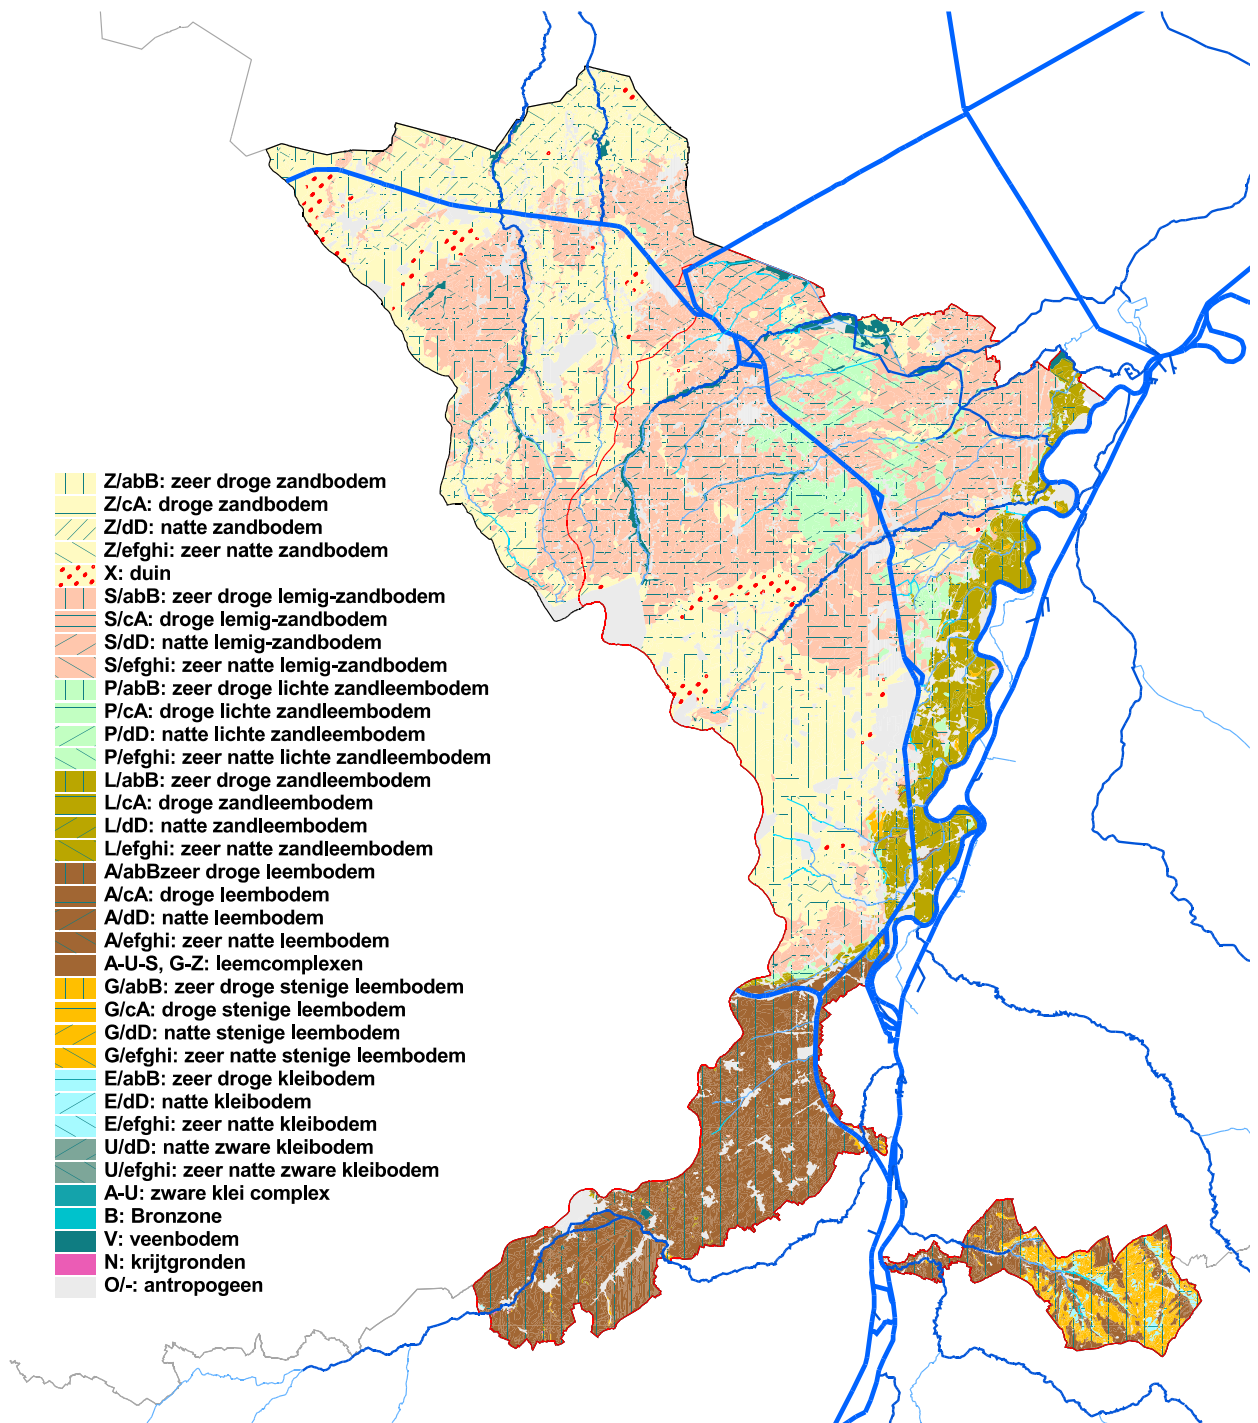 Z/abB: zeer droge zandbodem
Z/cA: droge zandbodem
Z/dD: natte zandbodem
Z/efghi: zeer natte zandbodem
X: duin
S/abB: zeer droge lemig-zandbodem
S/cA: droge lemig-zandbodem
S/dD: natte lemig-zandbodem
S/efghi: zeer natte lemig-zandbodem
P/abB: zeer droge lichte zandleembodem
P/cA: droge lichte zandleembodem
P/dD: natte lichte zandleembodem
P/efghi: zeer natte lichte zandleembodem
L/abB: zeer droge zandleembodem
L/cA: droge zandleembodem
L/dD: natte zandleembodem
L/efghi: zeer natte zandleembodem
A/abBzeer droge leembodem
A/cA: droge leembodem
A/dD: natte leembodem
A/efghi: zeer natte leembodem
A-U-S, G-Z: leemcomplexen
G/abB: zeer droge stenige leembodem
G/cA: droge stenige leembodem
G/dD: natte stenige leembodem
G/efghi: zeer natte stenige leembodem
E/abB: zeer droge kleibodem
E/dD: natte kleibodem
E/efghi: zeer natte kleibodem
U/dD: natte zware kleibodem
U/efghi: zeer natte zware kleibodem
A-U: zware klei complex
B: Bronzone
V: veenbodem
N: krijtgronden
O/-: antropogeen